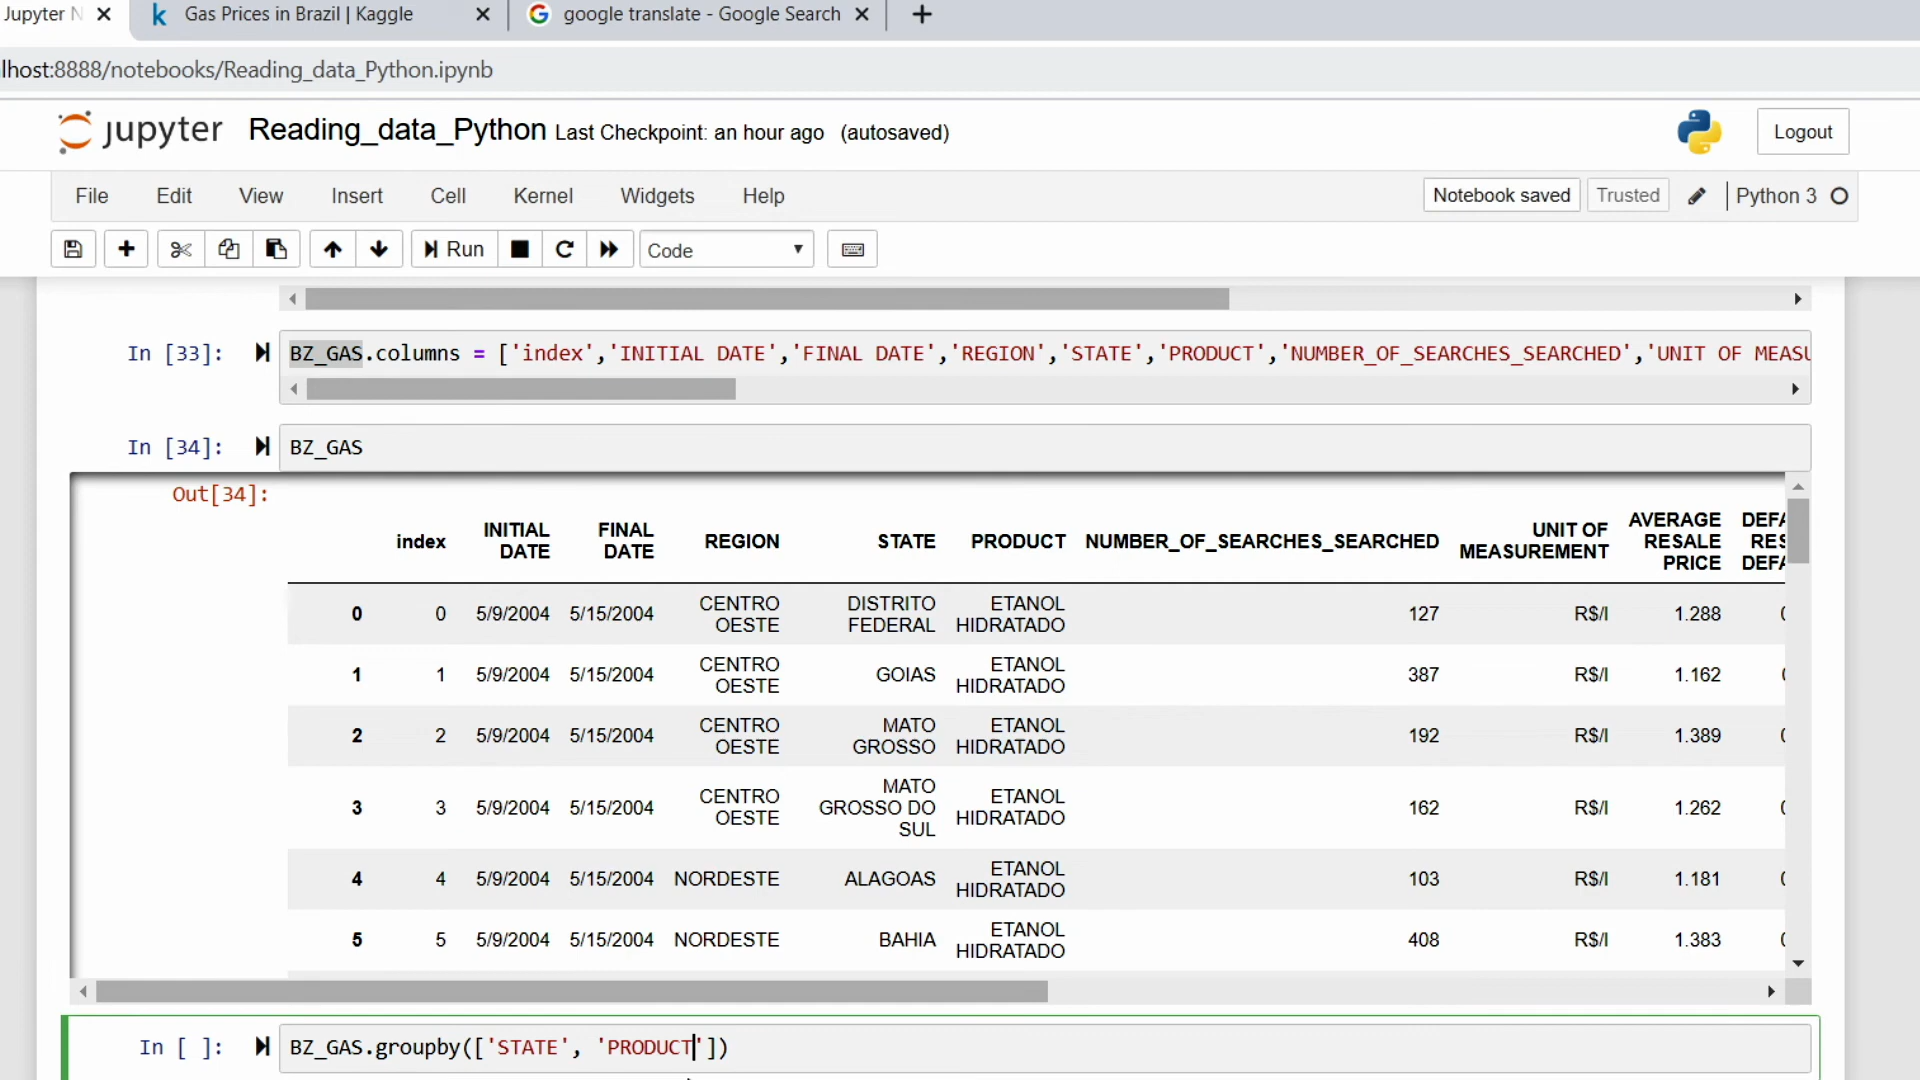 Jupyter N
Gas Prices in Brazil | Kaggle
google translate - Google Search
lhost:8888/notebooks/Reading_data_Python.ipynb
jupyter Reading_data_Python Last Checkpoint: an hour ago (autosaved)
Logout
File Edit View Insert Cell Kernel Widgets Help
Notebook saved Trusted Python 3
Run Code
In [33]: BZ_GAS.columns = ['index','INITIAL DATE','FINAL DATE','REGION','STATE','PRODUCT','NUMBER_OF_SEARCHES_SEARCHED','UNIT OF MEASU
In [34]: BZ_GAS
Out[34]:
index INITIAL DATE FINAL DATE REGION STATE PRODUCT NUMBER_OF_SEARCHES_SEARCHED UNIT OF MEASUREMENT AVERAGE RESALE PRICE DEFA RES DEFA
0 0 5/9/2004 5/15/2004 CENTRO OESTE DISTRITO FEDERAL ETANOL HIDRATADO 127 R$/l 1.288 0
1 1 5/9/2004 5/15/2004 CENTRO OESTE GOIAS ETANOL HIDRATADO 387 R$/l 1.162 0
2 2 5/9/2004 5/15/2004 CENTRO OESTE MATO GROSSO ETANOL HIDRATADO 192 R$/l 1.389 0
3 3 5/9/2004 5/15/2004 CENTRO OESTE MATO GROSSO DO SUL ETANOL HIDRATADO 162 R$/l 1.262 0
4 4 5/9/2004 5/15/2004 NORDESTE ALAGOAS ETANOL HIDRATADO 103 R$/l 1.181 0
5 5 5/9/2004 5/15/2004 NORDESTE BAHIA ETANOL HIDRATADO 408 R$/l 1.383 0
In [ ]: BZ_GAS.groupby(['STATE', 'PRODUCT'])